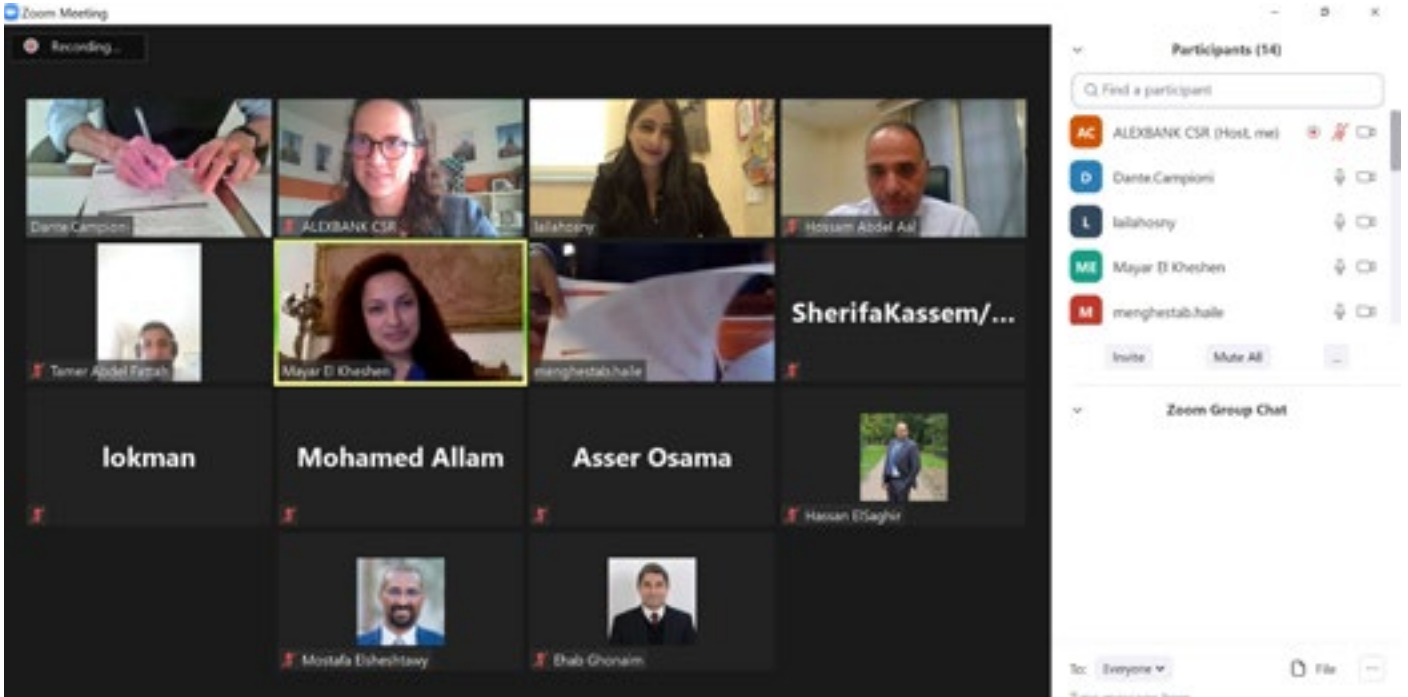 Zoom Meeting
Recording...
Dante Campioni
ALEXBANK CSR
lailahosny
Hossam Abdel Aal
Tamer Abdel Fattah
Mayar El Kheshen
menghestab.haile
SherifaKassem/...
lokman
Mohamed Allam
Asser Osama
Hassan ElSaghir
Mostafa Elsheshtawy
Ehab Ghonaim
Participants (14)
Find a participant
AC ALEXBANK CSR (Host, me)
D Dante.Campioni
L lailahosny
ME Mayar El Kheshen
M menghestab.haile
Invite
Mute All
...
Zoom Group Chat
To: Everyone
File
...
Type message here